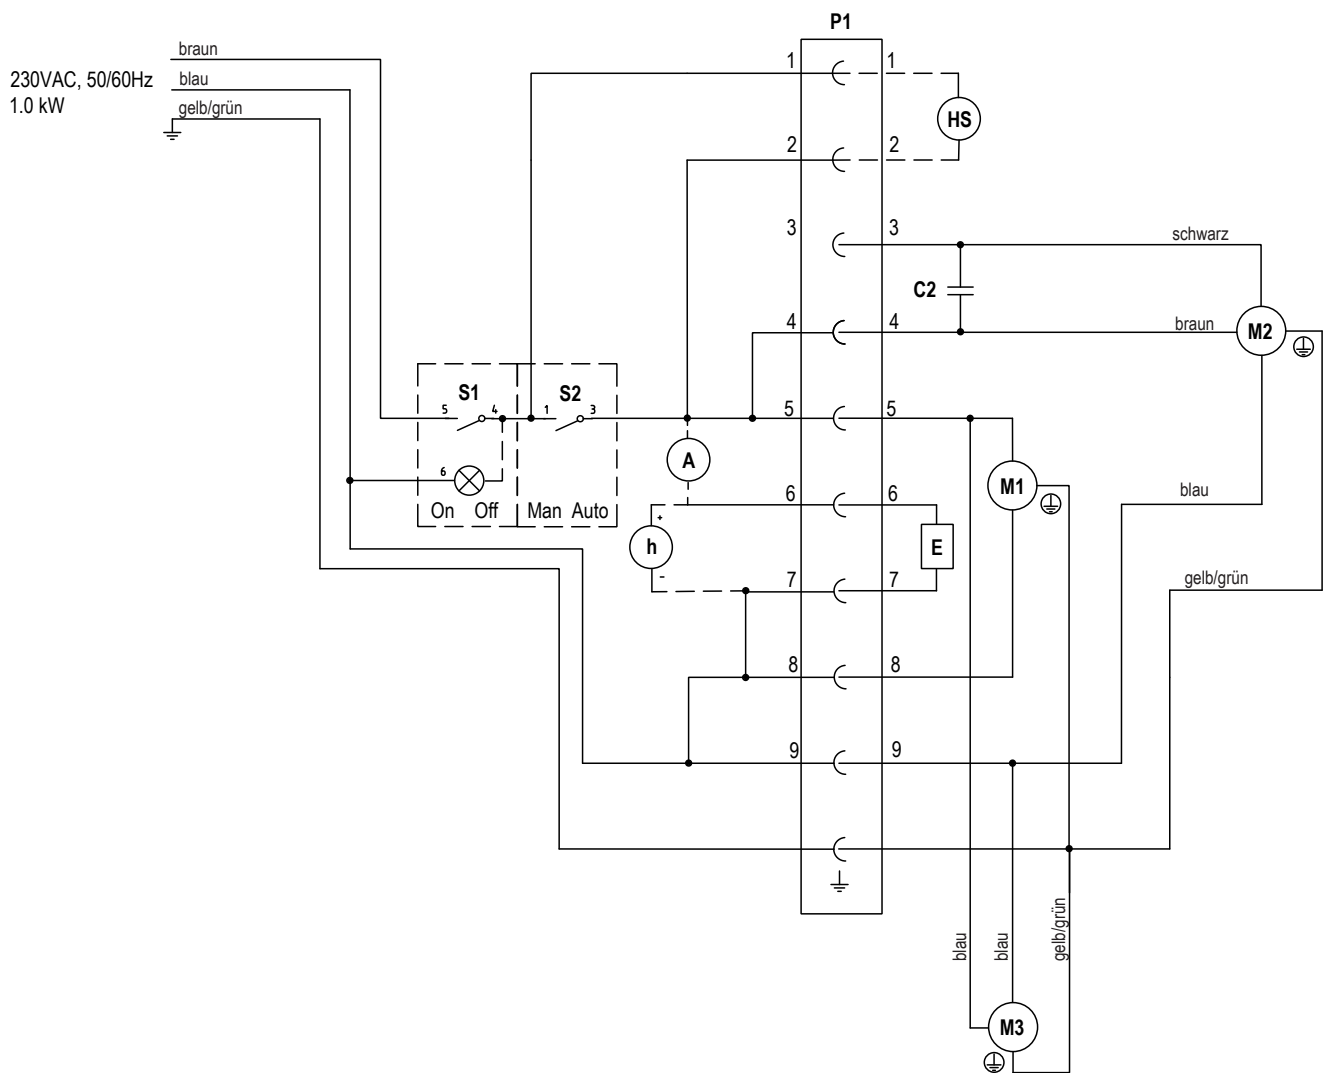 P1
braun
230VAC, 50/60Hz
blau
1.0 kW
gelb/grün
1 1
HS
2 2
3 3
schwarz
C2
4 4
braun
M2
S1 S2
5 4 1 3
5 5
A
6
M1
On Off Man Auto
6 6
blau
+
h
E
-
7 7
gelb/grün
8 8
9 9
blau
blau
gelb/grün
M3